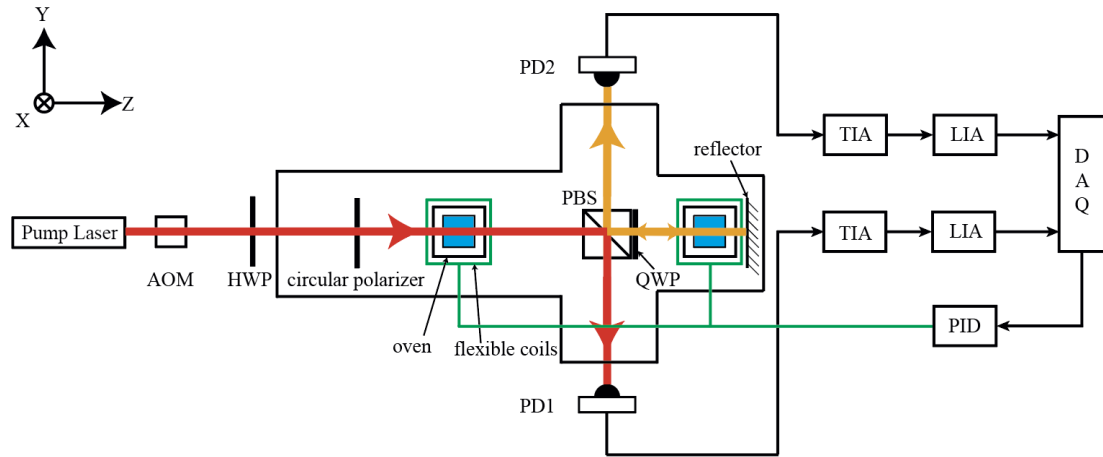 Y
X
Z
PD2
TIA
LIA
D
A
Q
reflector
PBS
Pump Laser
AOM
HWP
circular polarizer
QWP
TIA
LIA
oven
flexible coils
PID
PD1